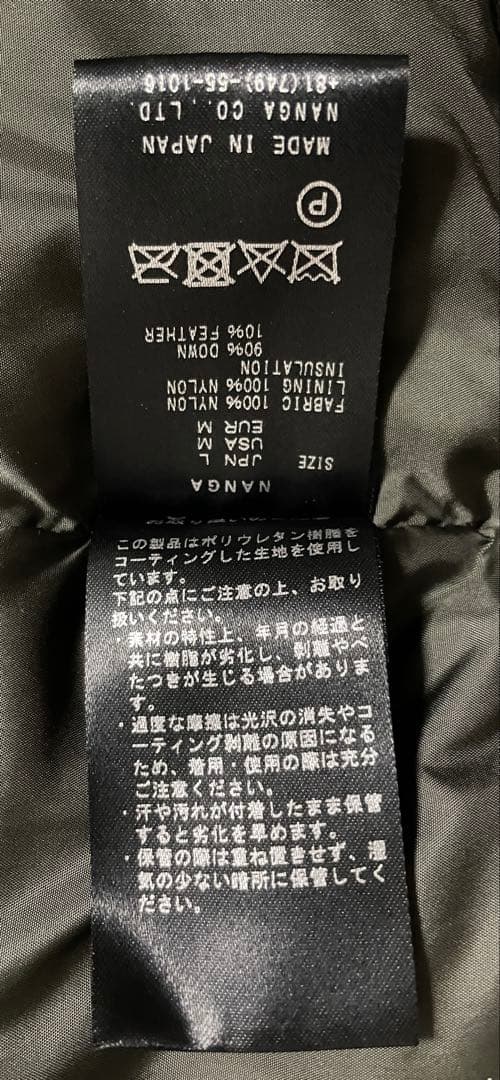 NANGA
SIZE JPN L
USA M
EUR M
FABRIC 100% NYLON
LINING 100% NYLON
INSULATION
90% DOWN
10% FEATHER
P
MADE IN JAPAN
NANGA CO.,LTD.
+81(749)-55-1016
この製品はポリウレタン樹脂を
コーティングした生地を使用し
ています。
下記の点にご注意の上、お取り
扱いください。
・素材の特性上、年月の経過と
共に樹脂が劣化し、剥離やべ
たつきが生じる場合がありま
す。
・過度な摩擦は光沢の消失やコ
ーティング剥離の原因になる
ため、着用・使用の際は充分
ご注意ください。
・汗や汚れが付着したまま保管
すると劣化を早めます。
・保管の際は重ね置きせず、湿
気の少ない暗所に保管してく
ださい。